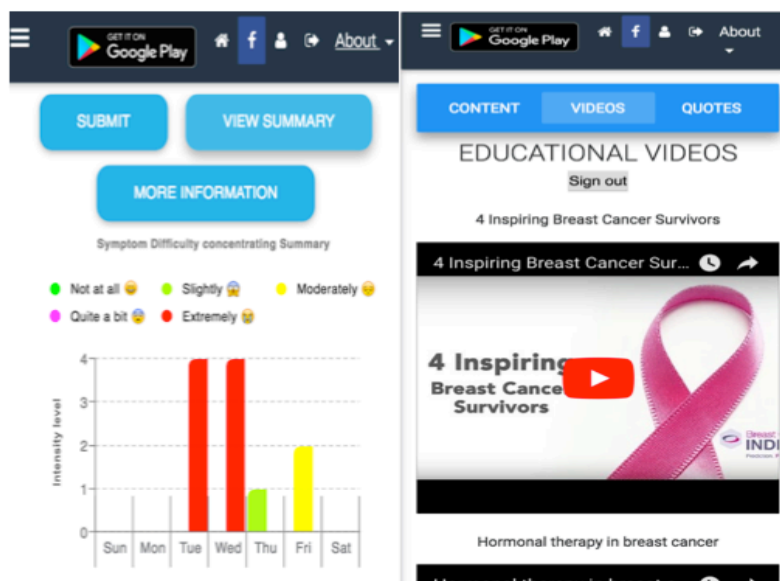 GET IT ON
Google Play
About
SUBMIT
VIEW SUMMARY
MORE INFORMATION
Symptom Difficulty concentrating Summary
Not at all 😀
Slightly 😨
Moderately 😔
Quite a bit 😰
Extremely 😭
Intensity level
4
3
2
1
0
Sun Mon Tue Wed Thu Fri Sat
GET IT ON
Google Play
About
CONTENT
VIDEOS
QUOTES
EDUCATIONAL VIDEOS
Sign out
4 Inspiring Breast Cancer Survivors
4 Inspiring Breast Cancer Sur...
4 Inspiring
Breast Cance
Survivors
Breast
INDI
Hormonal therapy in breast cancer